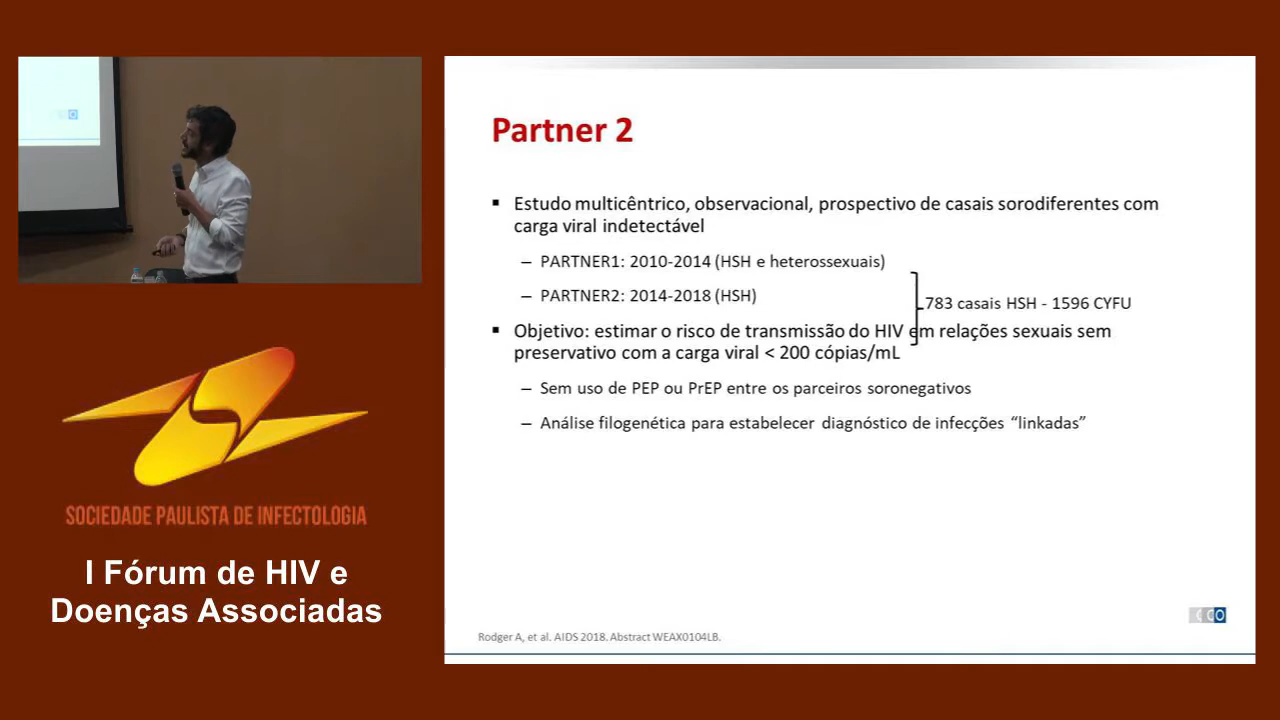 Partner 2
Estudo multicêntrico, observacional, prospectivo de casais sorodiferentes com
carga viral indetectável
– PARTNER1: 2010-2014 (HSH e heterossexuais)
– PARTNER2: 2014-2018 (HSH)
783 casais HSH - 1596 CYFU
Objetivo: estimar o risco de transmissão do HIV em relações sexuais sem
preservativo com a carga viral < 200 cópias/mL
– Sem uso de PEP ou PrEP entre os parceiros soronegativos
– Análise filogenética para estabelecer diagnóstico de infecções “linkadas”
Rodger A, et al. AIDS 2018. Abstract WEAX0104LB.
SOCIEDADE PAULISTA DE INFECTOLOGIA
I Fórum de HIV e
Doenças Associadas